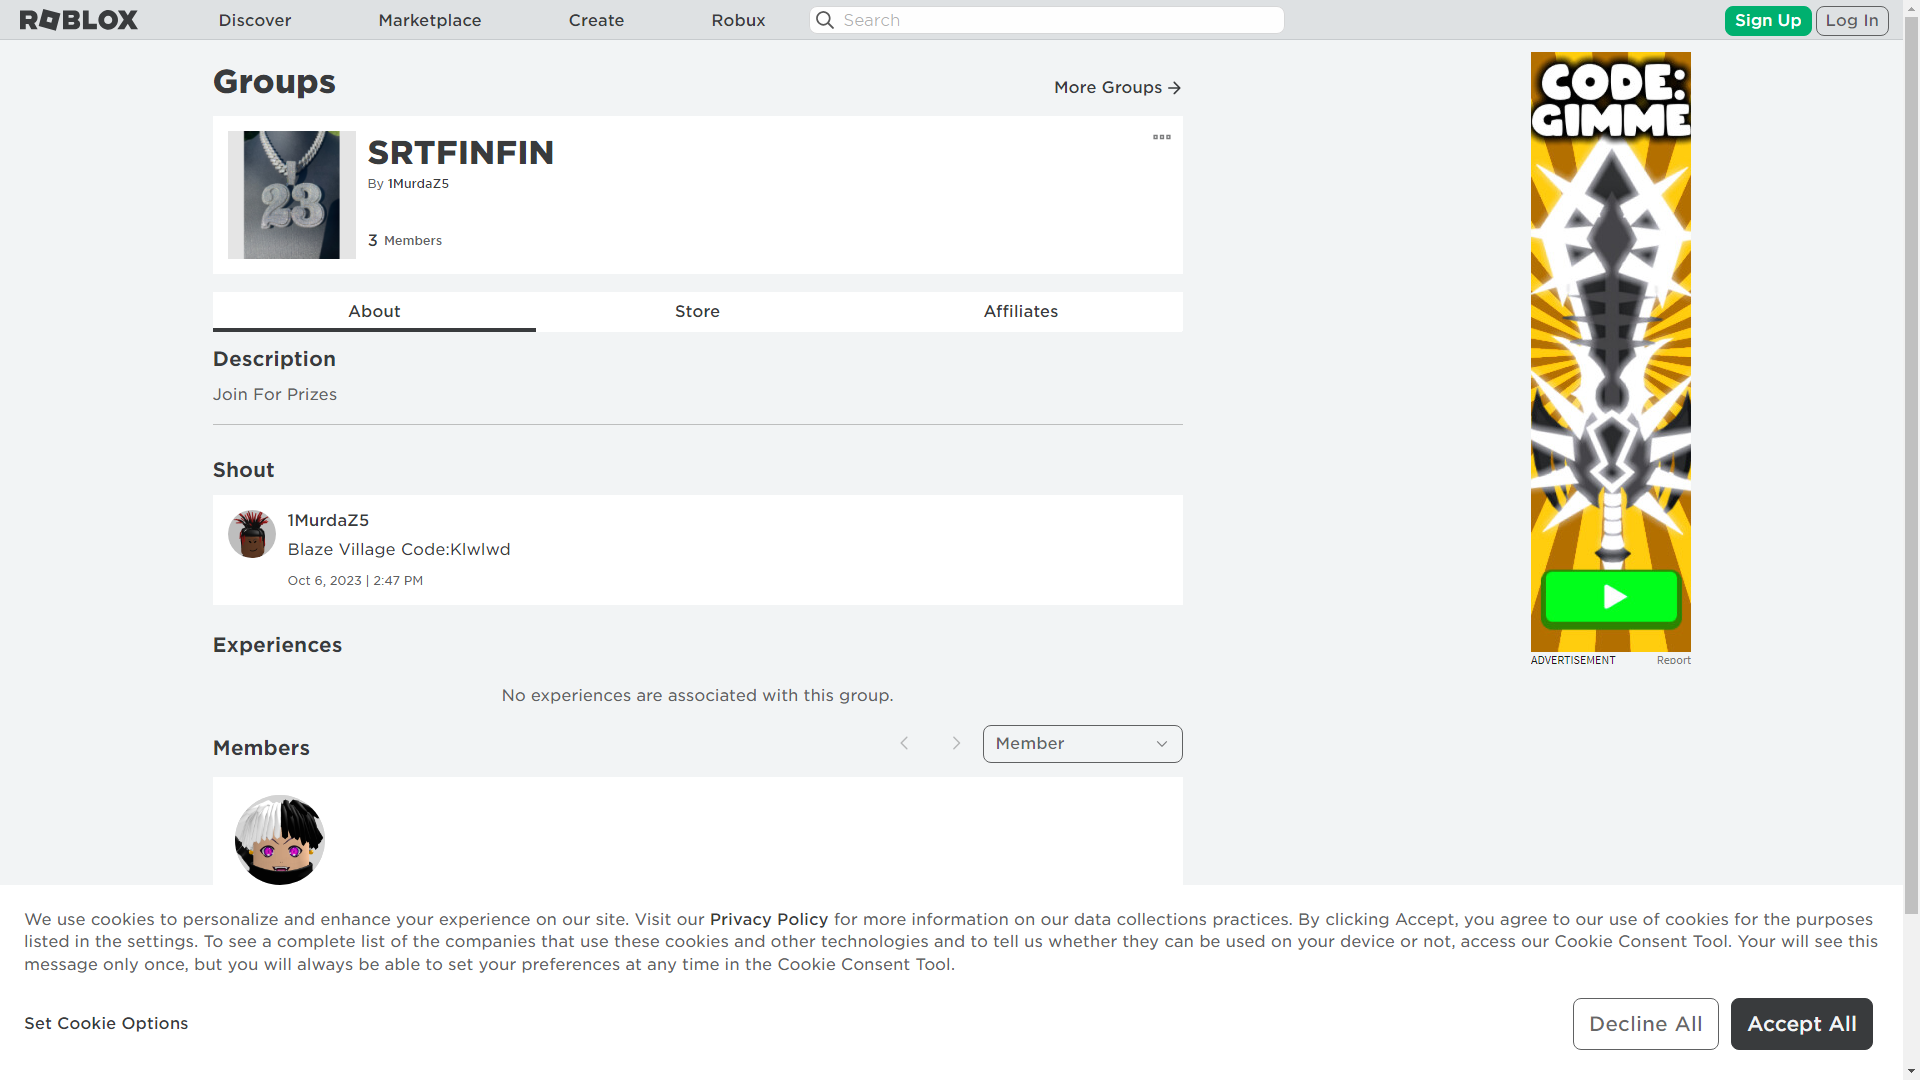 ROBLOX
Discover
Marketplace
Create
Robux
Search
Sign Up
Log In
Groups
More Groups
23
SRTFINFIN
By 1MurdaZ5
3 Members
About
Store
Affiliates
Description
Join For Prizes
Shout
1MurdaZ5
Blaze Village Code:Klwlwd
Oct 6, 2023 | 2:47 PM
Experiences
No experiences are associated with this group.
Members
Member
CODE:
GIMME
ADVERTISEMENT
Report
We use cookies to personalize and enhance your experience on our site. Visit our Privacy Policy for more information on our data collections practices. By clicking Accept, you agree to our use of cookies for the purposes
listed in the settings. To see a complete list of the companies that use these cookies and other technologies and to tell us whether they can be used on your device or not, access our Cookie Consent Tool. Your will see this
message only once, but you will always be able to set your preferences at any time in the Cookie Consent Tool.
Set Cookie Options
Decline All
Accept All